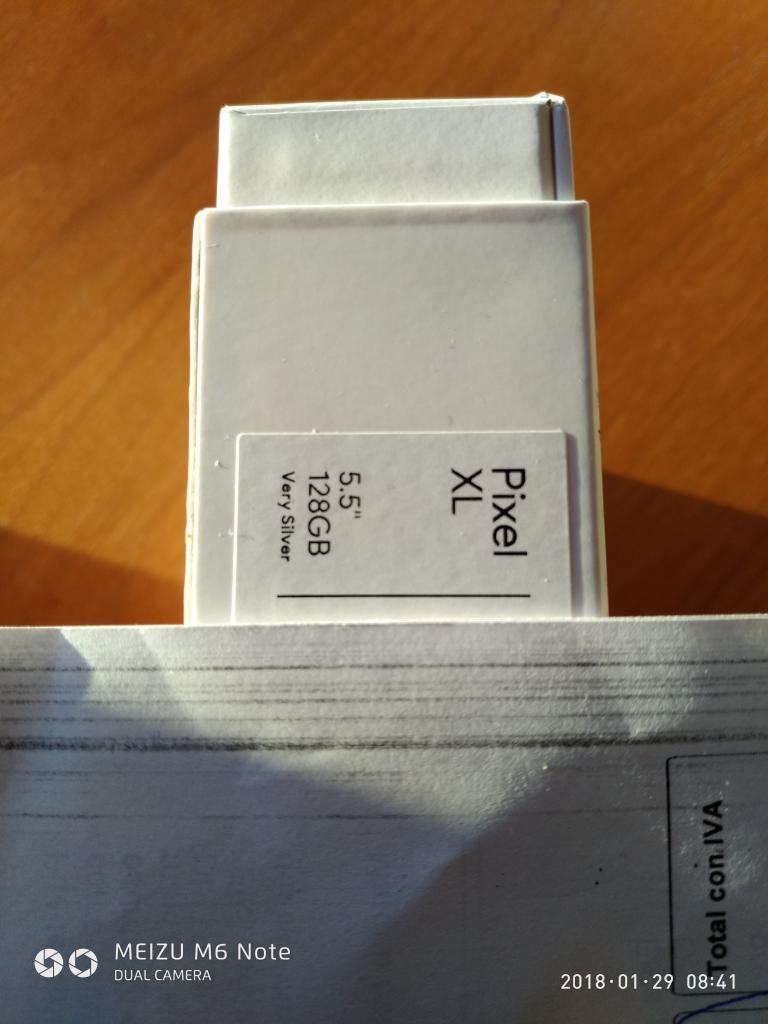 Pixel
XL
5.5"
128GB
Very Silver
Total con IVA
MEIZU M6 Note
DUAL CAMERA
2018·01·29 08:41